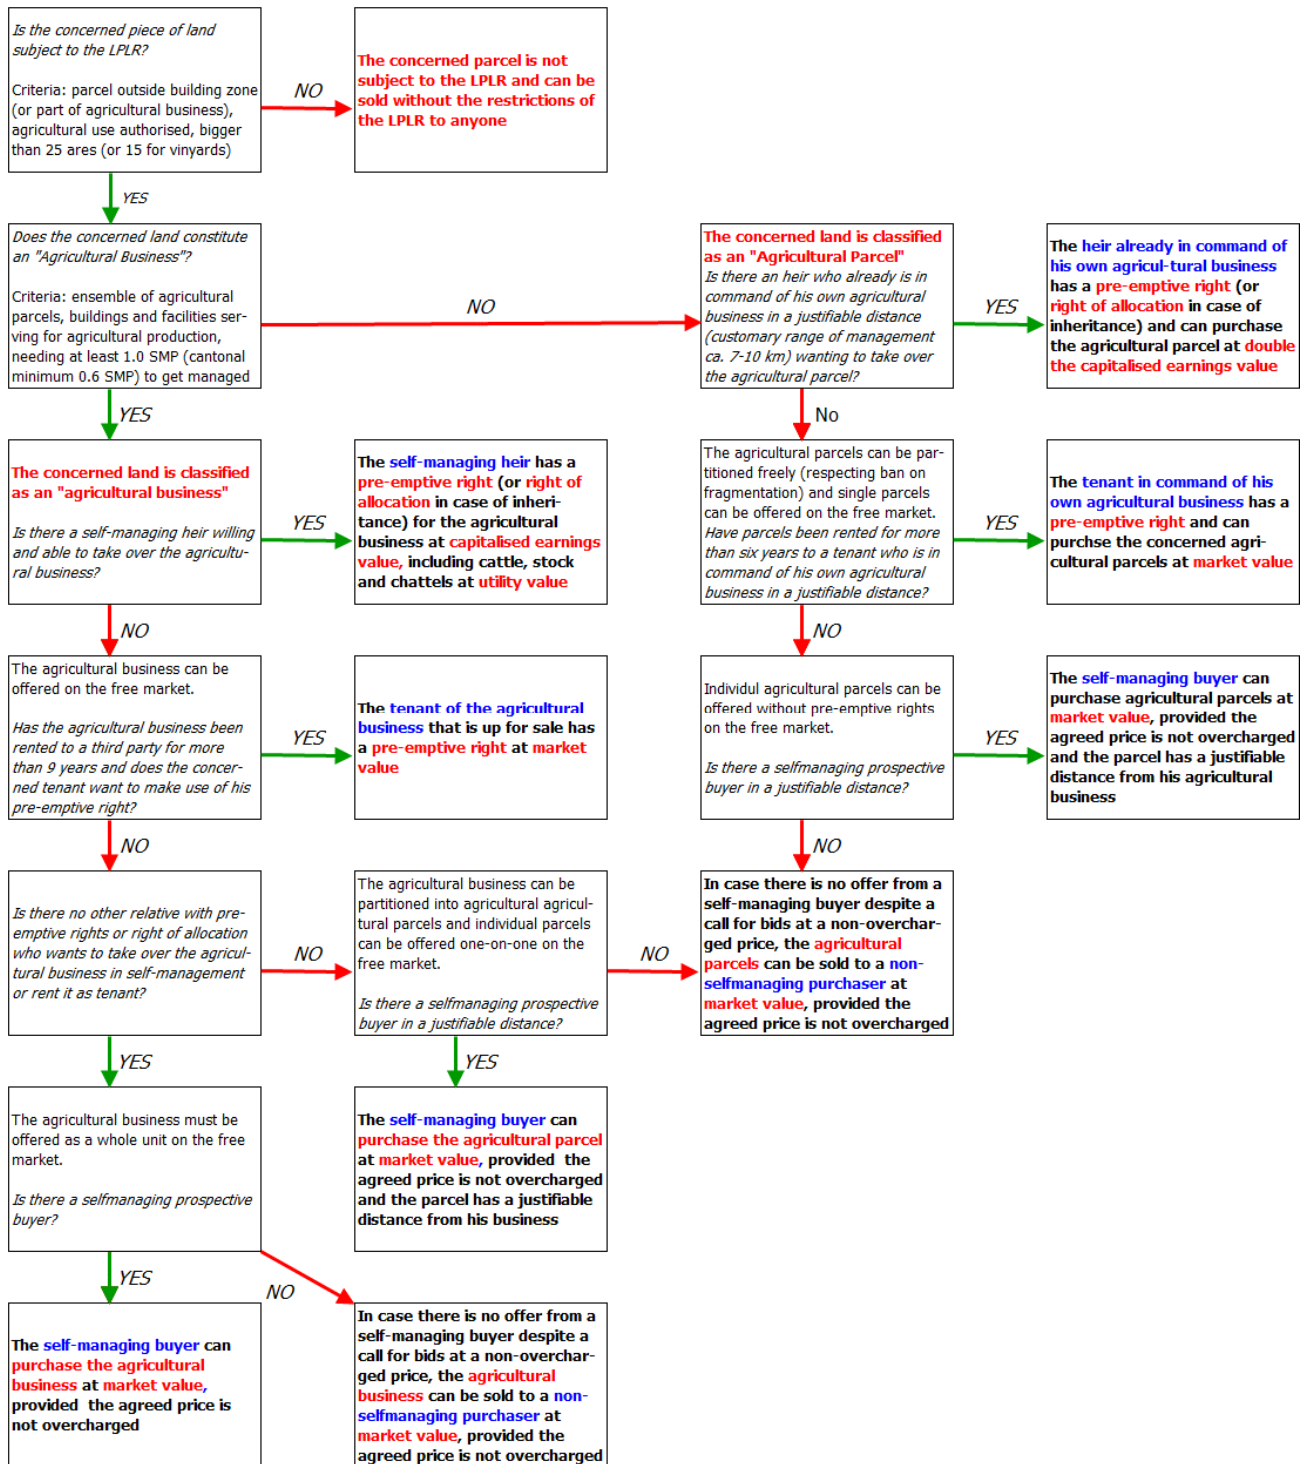 Is the concerned piece of land
subject to the LPLR?
Criteria: parcel outside building zone
(or part of agricultural business),
agricultural use authorised, bigger
than 25 ares (or 15 for vinyards)
NO
The concerned parcel is not
subject to the LPLR and can be
sold without the restrictions of
the LPLR to anyone
YES
Does the concerned land constitute
an "Agricultural Business"?
Criteria: ensemble of agricultural
parcels, buildings and facilities ser-
ving for agricultural production,
needing at least 1.0 SMP (cantonal
minimum 0.6 SMP) to get managed
NO
The concerned land is classified
as an "Agricultural Parcel"
Is there an heir who already is in
command of his own agricultural
business in a justifiable distance
(customary range of management
ca. 7-10 km) wanting to take over
the agricultural parcel?
YES
The heir already in command of
his own agricul-tural business
has a pre-emptive right (or
right of allocation in case of
inheritance) and can purchase
the agricultural parcel at double
the capitalised earnings value
YES
No
The concerned land is classified
as an "agricultural business"
Is there a self-managing heir willing
and able to take over the agricultu-
ral business?
YES
The self-managing heir has a
pre-emptive right (or right of
allocation in case of inheri-
tance) for the agricultural
business at capitalised earnings
value, including cattle, stock
and chattels at utility value
The agricultural parcels can be par-
titioned freely (respecting ban on
fragmentation) and single parcels
can be offered on the free market.
Have parcels been rented for more
than six years to a tenant who is in
command of his own agricultural
business in a justifiable distance?
YES
The tenant in command of his
own agricultural business has a
pre-emptive right and can
purchse the concerned agri-
cultural parcels at market value
NO
NO
The agricultural business can be
offered on the free market.
Has the agricultural business been
rented to a third party for more
than 9 years and does the concer-
ned tenant want to make use of his
pre-emptive right?
YES
The tenant of the agricultural
business that is up for sale has
a pre-emptive right at market
value
Individul agricultural parcels can be
offered without pre-emptive rights
on the free market.
Is there a selfmanaging prospective
buyer in a justifiable distance?
YES
The self-managing buyer can
purchase agricultural parcels at
market value, provided the
agreed price is not overcharged
and the parcel has a justifiable
distance from his agricultural
business
NO
NO
Is there no other relative with pre-
emptive rights or right of allocation
who wants to take over the agricul-
tural business in self-management
or rent it as tenant?
NO
The agricultural business can be
partitioned into agricultural agricul-
tural parcels and individual parcels
can be offered one-on-one on the
free market.
Is there a selfmanaging prospective
buyer in a justifiable distance?
NO
In case there is no offer from a
self-managing buyer despite a
call for bids at a non-overchar-
ged price, the agricultural
parcels can be sold to a non-
selfmanaging purchaser at
market value, provided the
agreed price is not overcharged
YES
YES
The agricultural business must be
offered as a whole unit on the free
market.
Is there a selfmanaging prospective
buyer?
The self-managing buyer can
purchase the agricultural parcel
at market value, provided the
agreed price is not overcharged
and the parcel has a justifiable
distance from his business
YES
NO
The self-managing buyer can
purchase the agricultural
business at market value,
provided the agreed price is
not overcharged
In case there is no offer from a
self-managing buyer despite a
call for bids at a non-overchar-
ged price, the agricultural
business can be sold to a non-
selfmanaging purchaser at
market value, provided the
agreed price is not overcharged